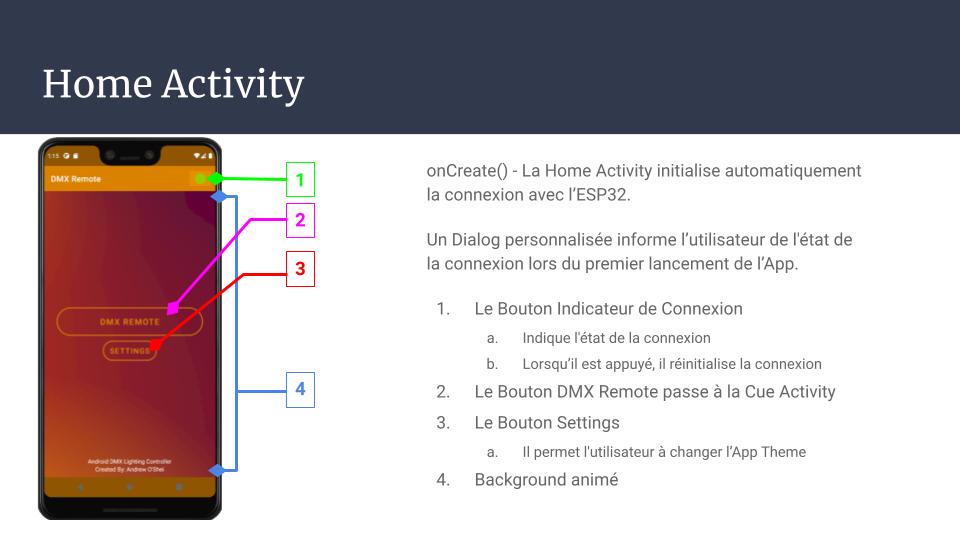 Home Activity
1:15
DMX Remote
DMX REMOTE
SETTINGS
Android DMX Lighting Controller
Created By: Andrew O'Shei
1
2
3
4
onCreate() - La Home Activity initialise automatiquement
la connexion avec l’ESP32.
Un Dialog personnalisée informe l’utilisateur de l'état de
la connexion lors du premier lancement de l’App.
1. Le Bouton Indicateur de Connexion
a. Indique l'état de la connexion
b. Lorsqu’il est appuyé, il réinitialise la connexion
2. Le Bouton DMX Remote passe à la Cue Activity
3. Le Bouton Settings
a. Il permet l'utilisateur à changer l’App Theme
4. Background animé